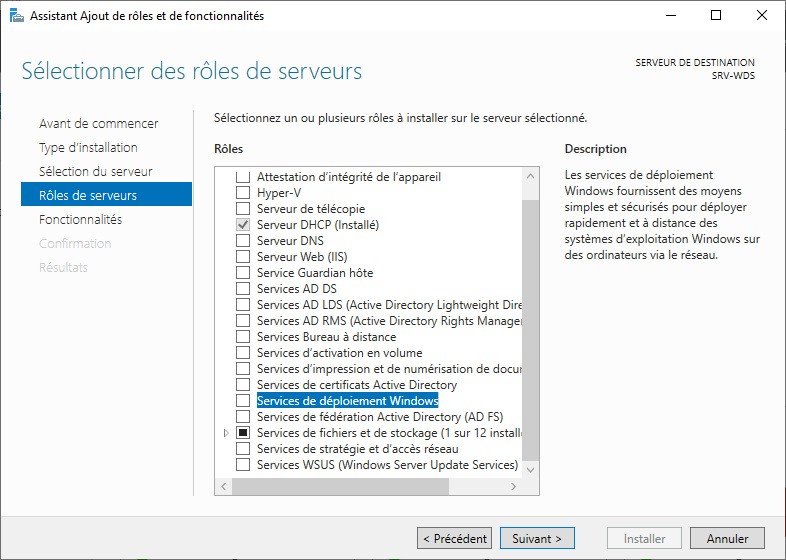 Assistant Ajout de rôles et de fonctionnalités
Sélectionner des rôles de serveurs
SERVEUR DE DESTINATION
SRV-WDS
Avant de commencer
Type d'installation
Sélection du serveur
Rôles de serveurs
Fonctionnalités
Confirmation
Résultats
Sélectionnez un ou plusieurs rôles à installer sur le serveur sélectionné.
Rôles
Attestation d'intégrité de l'appareil
Hyper-V
Serveur de télécopie
Serveur DHCP (Installé)
Serveur DNS
Serveur Web (IIS)
Service Guardian hôte
Services AD DS
Services AD LDS (Active Directory Lightweight Dire
Services AD RMS (Active Directory Rights Manager
Services Bureau à distance
Services d'activation en volume
Services d'impression et de numérisation de docu
Services de certificats Active Directory
Services de déploiement Windows
Services de fédération Active Directory (AD FS)
Services de fichiers et de stockage (1 sur 12 install
Services de stratégie et d'accès réseau
Services WSUS (Windows Server Update Services)
Description
Les services de déploiement
Windows fournissent des moyens
simples et sécurisés pour déployer
rapidement et à distance des
systèmes d'exploitation Windows sur
des ordinateurs via le réseau.
< Précédent
Suivant >
Installer
Annuler